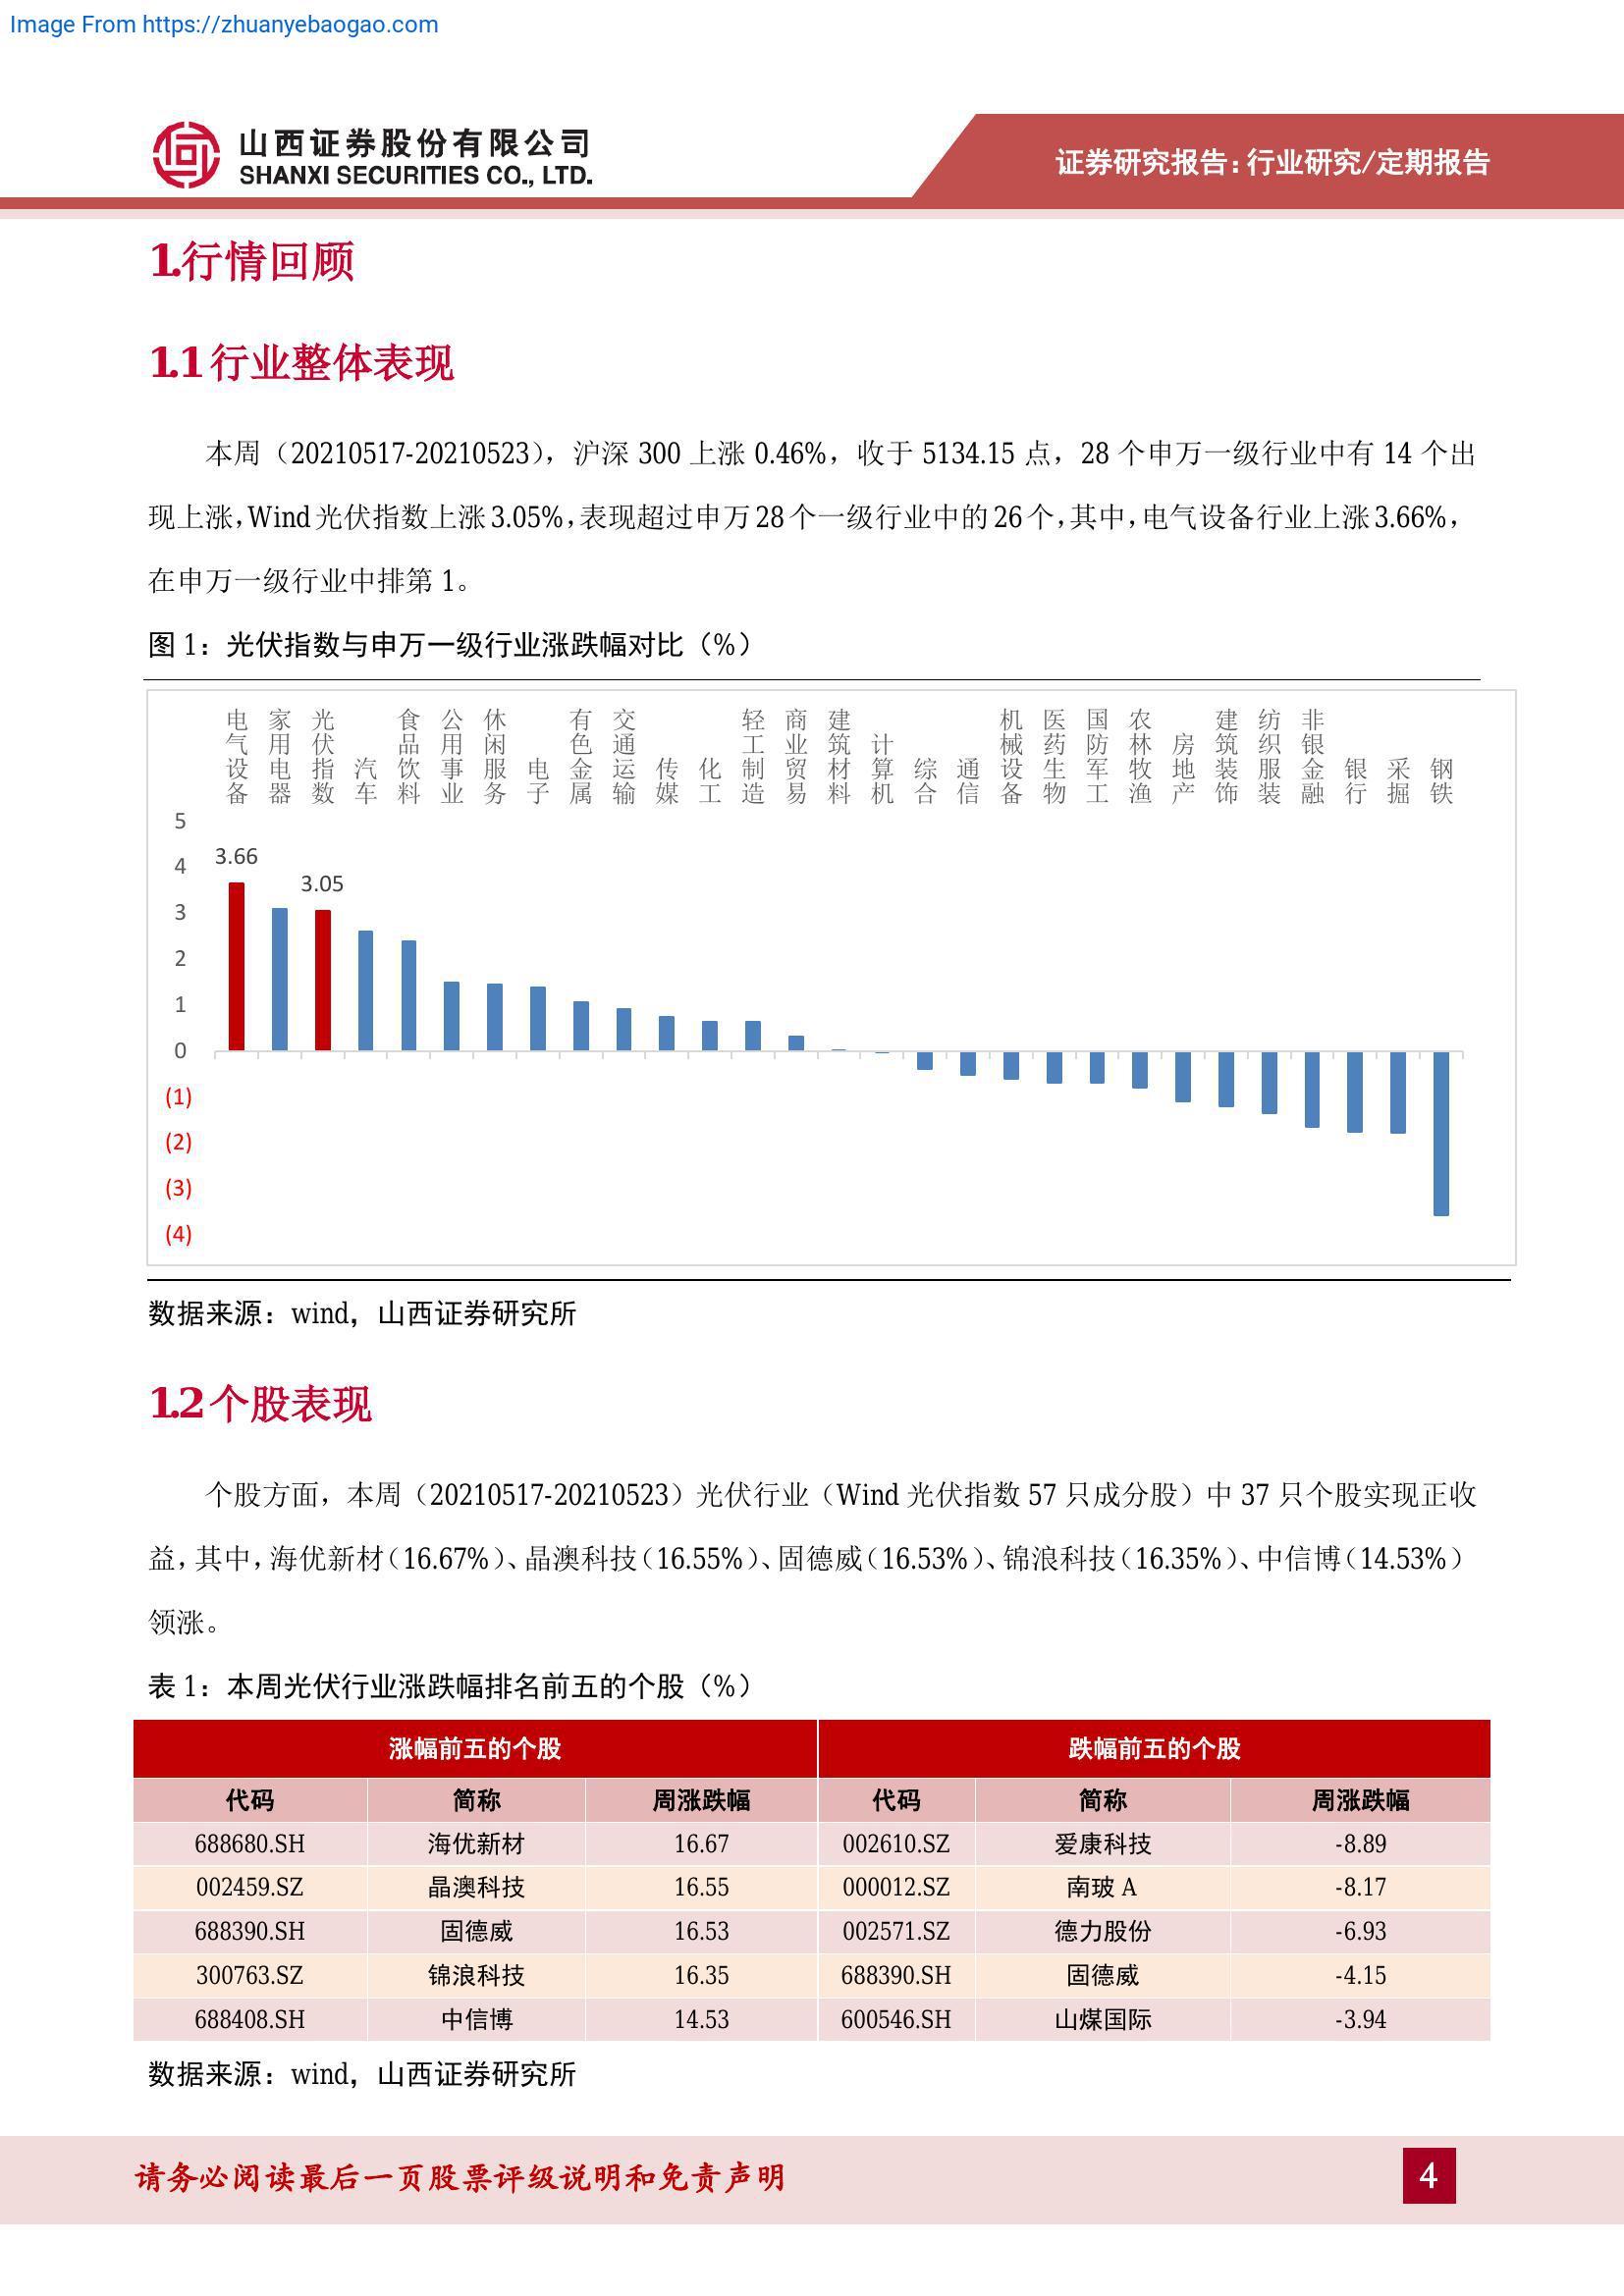 Image From https://zhuanyebaogao.com
山西证券股份有限公司
SHANXI SECURITIES CO., LTD.
证券研究报告：行业研究/定期报告
1.行情回顾
1.1 行业整体表现
本周（20210517-20210523），沪深 300 上涨 0.46%，收于 5134.15 点，28 个申万一级行业中有 14 个出
现上涨，Wind 光伏指数上涨 3.05%，表现超过申万 28 个一级行业中的 26 个，其中，电气设备行业上涨 3.66%，
在申万一级行业中排第 1。
图 1：光伏指数与申万一级行业涨跌幅对比（%）
电气设备 家用电器 光伏指数 汽车 食品饮料 公用事业 休闲服务 电子 有色金属 交通运输 传媒 化工 轻工制造 商业贸易 建筑材料 计算机 综合 通信 机械设备 医药生物 国防军工 农林牧渔 房地产 建筑装饰 纺织服装 非银金融 银行 采掘 钢铁
5
3.66
4
3.05
3
2
1
0
(1)
(2)
(3)
(4)
数据来源：wind，山西证券研究所
1.2 个股表现
个股方面，本周（20210517-20210523）光伏行业（Wind 光伏指数 57 只成分股）中 37 只个股实现正收
益，其中，海优新材（16.67%）、晶澳科技（16.55%）、固德威（16.53%）、锦浪科技（16.35%）、中信博（14.53%）
领涨。
表 1：本周光伏行业涨跌幅排名前五的个股（%）
涨幅前五的个股 跌幅前五的个股
代码 简称 周涨跌幅 代码 简称 周涨跌幅
688680.SH 海优新材 16.67 002610.SZ 爱康科技 -8.89
002459.SZ 晶澳科技 16.55 000012.SZ 南玻 A -8.17
688390.SH 固德威 16.53 002571.SZ 德力股份 -6.93
300763.SZ 锦浪科技 16.35 688390.SH 固德威 -4.15
688408.SH 中信博 14.53 600546.SH 山煤国际 -3.94
数据来源：wind，山西证券研究所
请务必阅读最后一页股票评级说明和免责声明
4